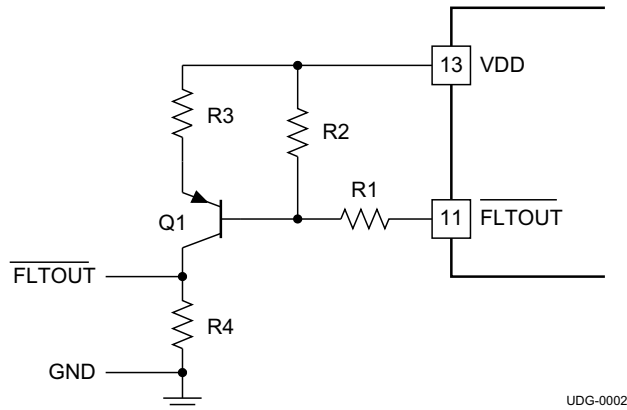 13 VDD
R3
R2
R1
11 FLTOUT
Q1
FLTOUT
R4
GND
UDG-0002